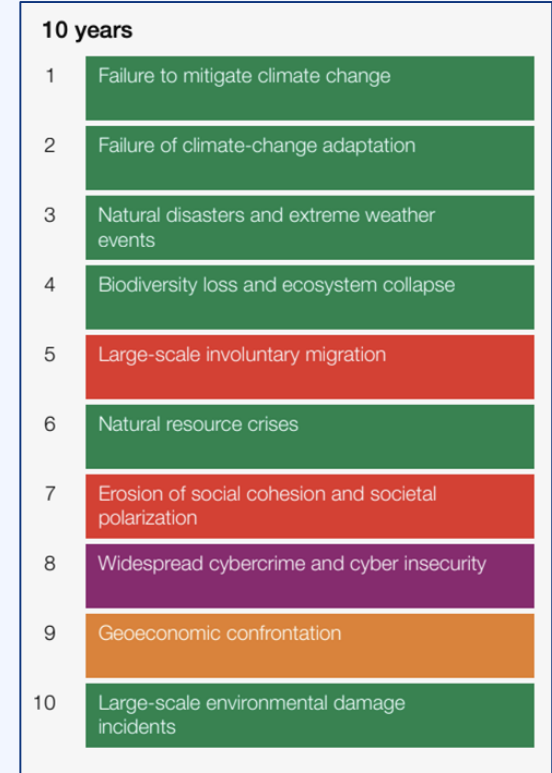 10 years
1 Failure to mitigate climate change
2 Failure of climate-change adaptation
3 Natural disasters and extreme weather
events
4 Biodiversity loss and ecosystem collapse
5 Large-scale involuntary migration
6 Natural resource crises
7 Erosion of social cohesion and societal
polarization
8 Widespread cybercrime and cyber insecurity
9 Geoeconomic confrontation
10 Large-scale environmental damage
incidents